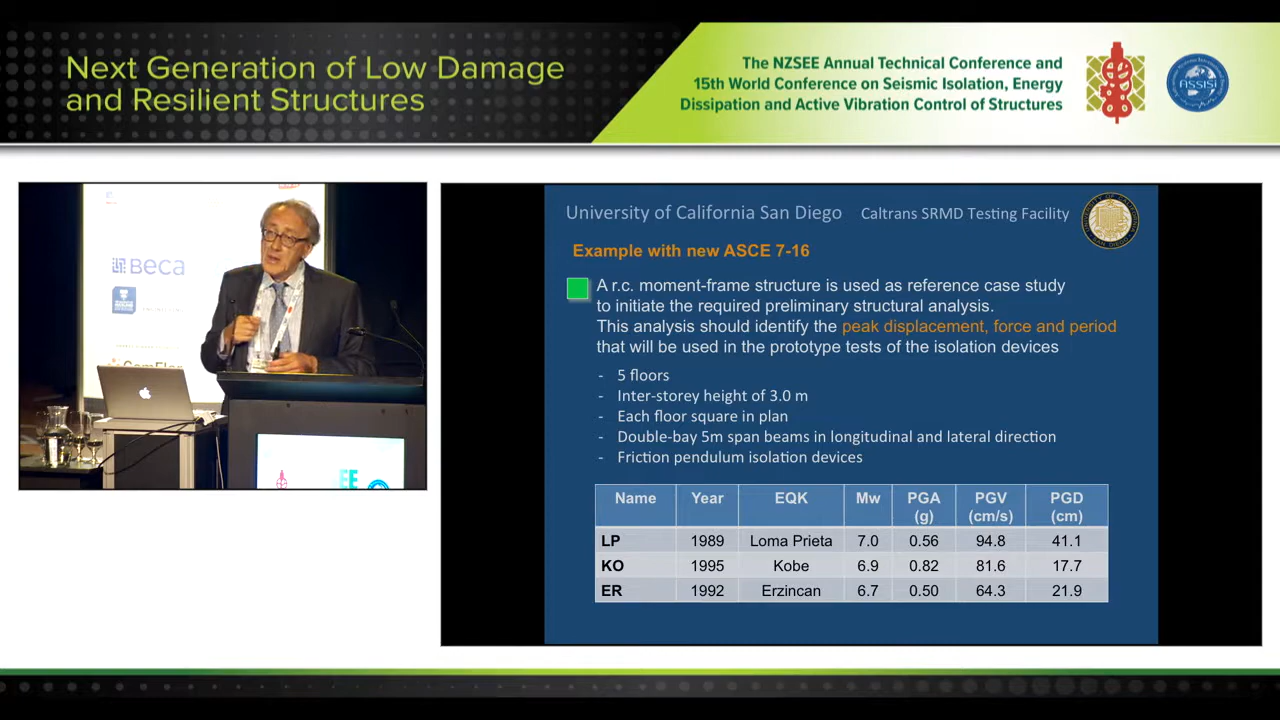 Next Generation of Low Damage
and Resilient Structures
The NZSEE Annual Technical Conference and
15th World Conference on Seismic Isolation, Energy
Dissipation and Active Vibration Control of Structures
ASSISi
Beca
University of California San Diego Caltrans SRMD Testing Facility
Example with new ASCE 7-16
A r.c. moment-frame structure is used as reference case study
to initiate the required preliminary structural analysis.
This analysis should identify the peak displacement, force and period
that will be used in the prototype tests of the isolation devices
- 5 floors
- Inter-storey height of 3.0 m
- Each floor square in plan
- Double-bay 5m span beams in longitudinal and lateral direction
- Friction pendulum isolation devices
Name Year EQK Mw PGA (g) PGV (cm/s) PGD (cm)
LP 1989 Loma Prieta 7.0 0.56 94.8 41.1
KO 1995 Kobe 6.9 0.82 81.6 17.7
ER 1992 Erzincan 6.7 0.50 64.3 21.9